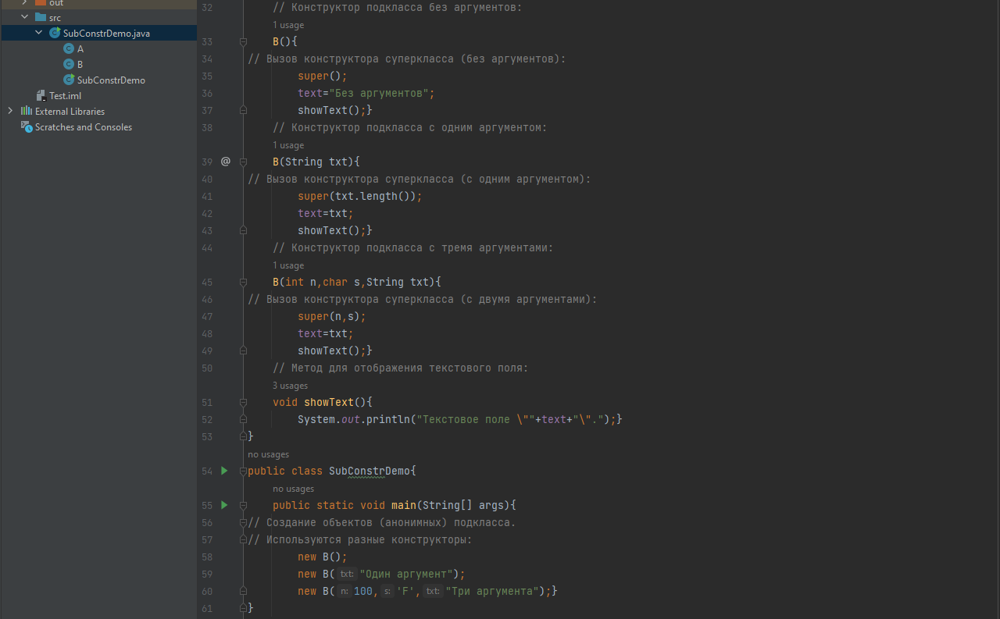 out
src
SubConstrDemo.java
A
B
SubConstrDemo
Test.iml
External Libraries
Scratches and Consoles
32 // Конструктор подкласса без аргументов:
1 usage
33 B(){
34 // Вызов конструктора суперкласса (без аргументов):
35 super();
36 text="Без аргументов";
37 showText();}
38 // Конструктор подкласса с одним аргументом:
1 usage
39 @ B(String txt){
40 // Вызов конструктора суперкласса (с одним аргументом):
41 super(txt.length());
42 text=txt;
43 showText();}
44 // Конструктор подкласса с тремя аргументами:
1 usage
45 B(int n,char s,String txt){
46 // Вызов конструктора суперкласса (с двумя аргументами):
47 super(n,s);
48 text=txt;
49 showText();}
50 // Метод для отображения текстового поля:
3 usages
51 void showText(){
52 System.out.println("Текстовое поле \""+text+"\".");}
53 }
no usages
54 public class SubConstrDemo{
no usages
55 public static void main(String[] args){
56 // Создание объектов (анонимных) подкласса.
57 // Используются разные конструкторы:
58 new B();
59 new B( txt: "Один аргумент");
60 new B( n: 100, s: 'F', txt: "Три аргумента");}
61 }